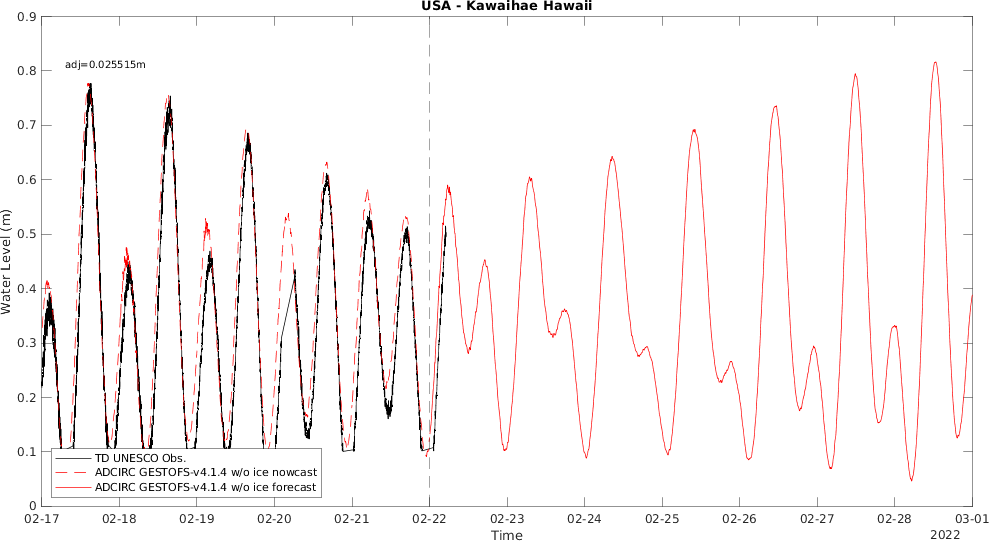 USA - Kawaihae Hawaii
adj=0.025515m
0.9
0.8
0.7
0.6
0.5
0.4
0.3
0.2
0.1
0
Water Level (m)
TD UNESCO Obs.
ADCIRC GESTOFS-v4.1.4 w/o ice nowcast
ADCIRC GESTOFS-v4.1.4 w/o ice forecast
02-17 02-18 02-19 02-20 02-21 02-22 02-23 02-24 02-25 02-26 02-27 02-28 03-01
Time
2022